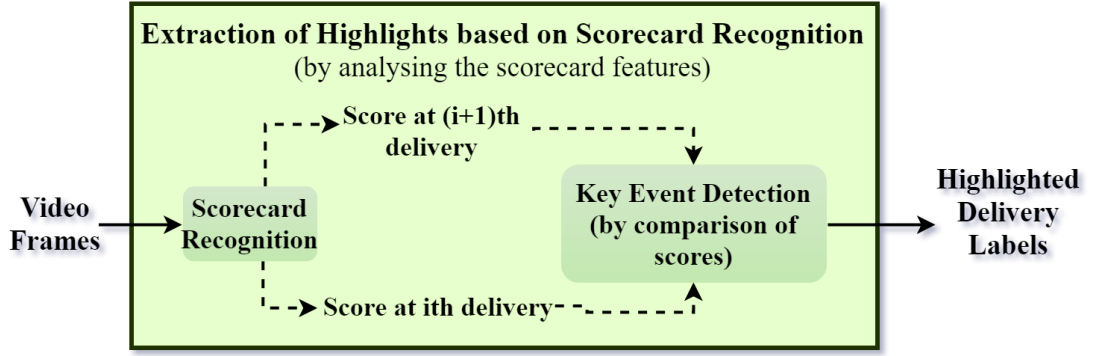 Extraction of Highlights based on Scorecard Recognition
(by analysing the scorecard features)
Score at (i+1)th
delivery
Video
Frames
Scorecard
Recognition
Key Event Detection
(by comparison of
scores)
Highlighted
Delivery
Labels
Score at ith delivery